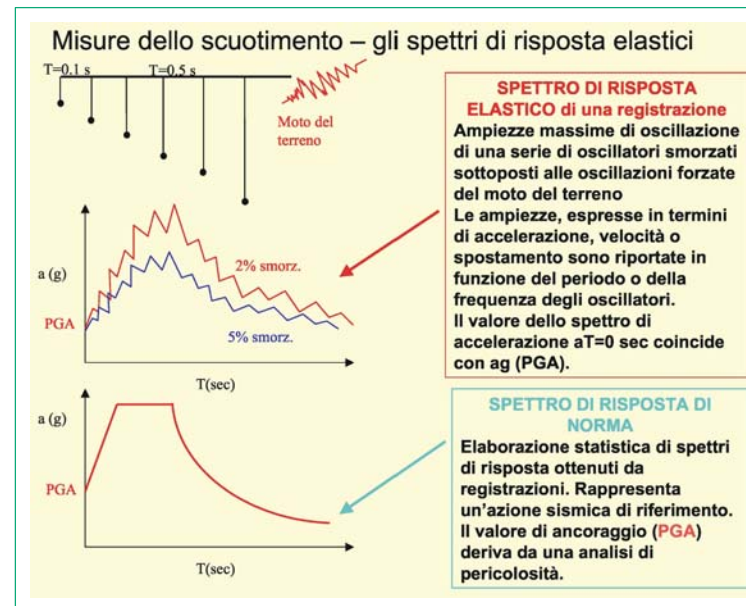 Misure dello scuotimento – gli spettri di risposta elastici
T=0.1 s
T=0.5 s
Moto del
terreno
a (g)
2% smorz.
PGA
5% smorz.
T(sec)
a (g)
PGA
T(sec)
SPETTRO DI RISPOSTA
ELASTICO di una registrazione
Ampiezze massime di oscillazione
di una serie di oscillatori smorzati
sottoposti alle oscillazioni forzate
del moto del terreno
Le ampiezze, espresse in termini
di accelerazione, velocità o
spostamento sono riportate in
funzione del periodo o della
frequenza degli oscillatori.
Il valore dello spettro di
accelerazione aT=0 sec coincide
con ag (PGA).
SPETTRO DI RISPOSTA DI
NORMA
Elaborazione statistica di spettri
di risposta ottenuti da
registrazioni. Rappresenta
un'azione sismica di riferimento.
Il valore di ancoraggio (PGA)
deriva da una analisi di
pericolosità.